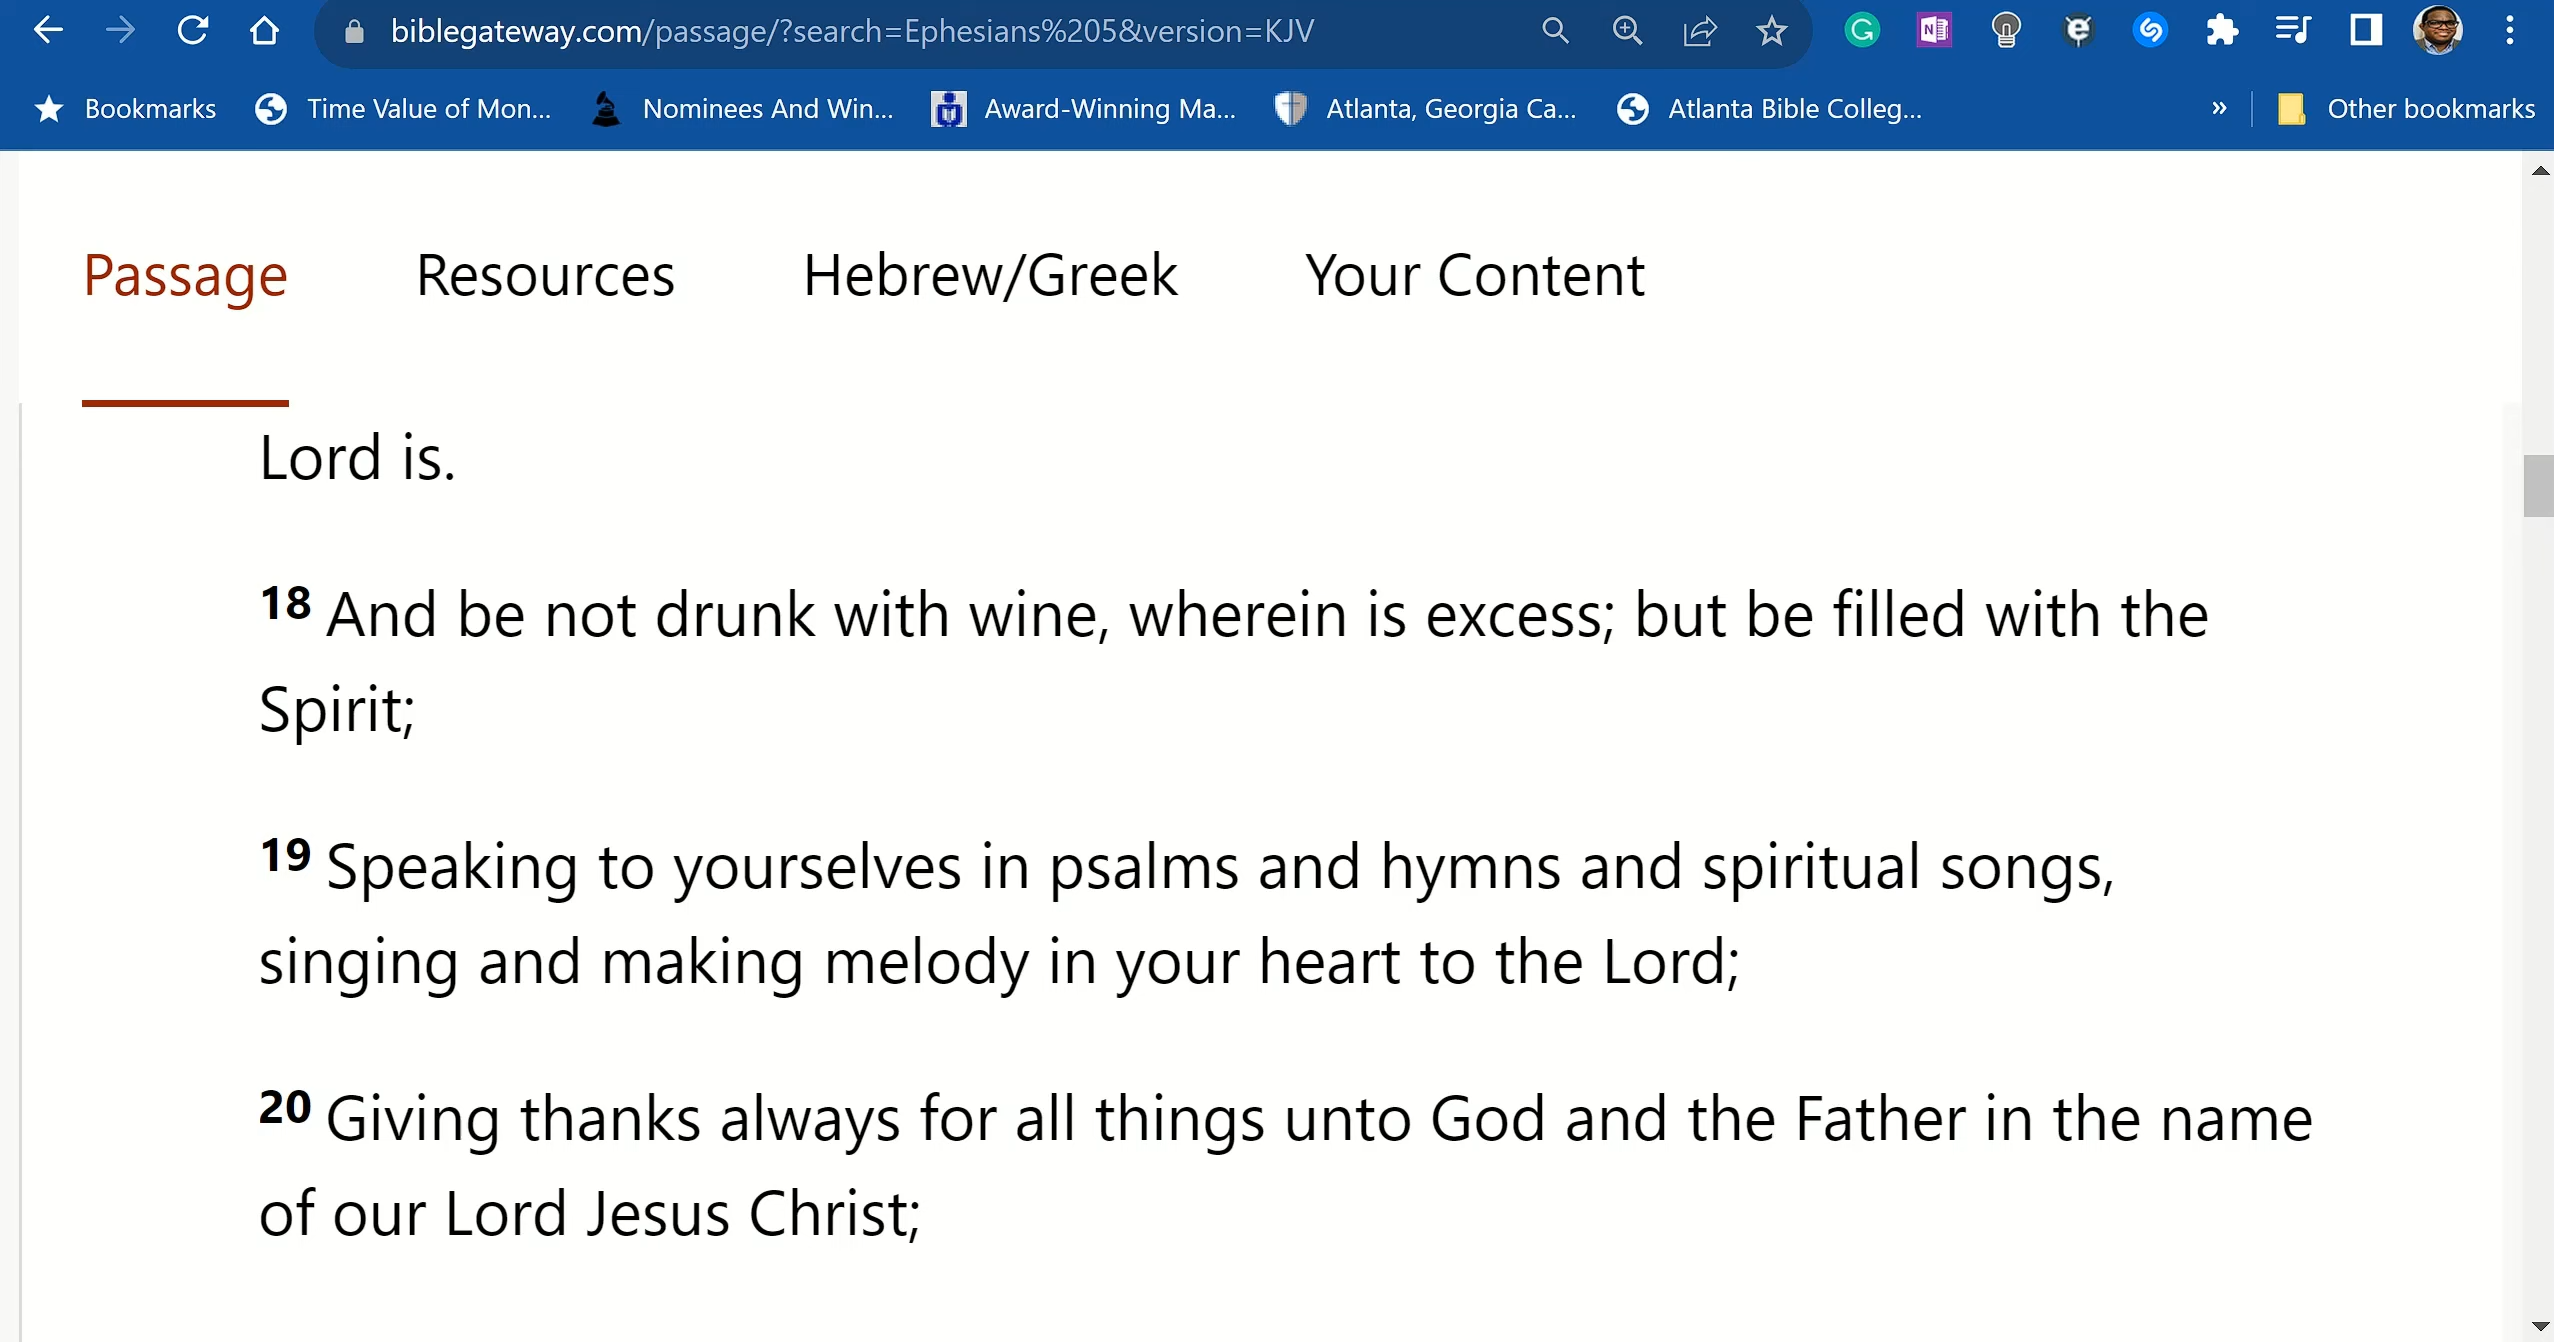 biblegateway.com/passage/?search=Ephesians%205&version=KJV
Bookmarks Time Value of Mon... Nominees And Win... Award-Winning Ma... Atlanta, Georgia Ca... Atlanta Bible Colleg... » Other bookmarks
Passage Resources Hebrew/Greek Your Content
Lord is.
18 And be not drunk with wine, wherein is excess; but be filled with the
Spirit;
19 Speaking to yourselves in psalms and hymns and spiritual songs,
singing and making melody in your heart to the Lord;
20 Giving thanks always for all things unto God and the Father in the name
of our Lord Jesus Christ;